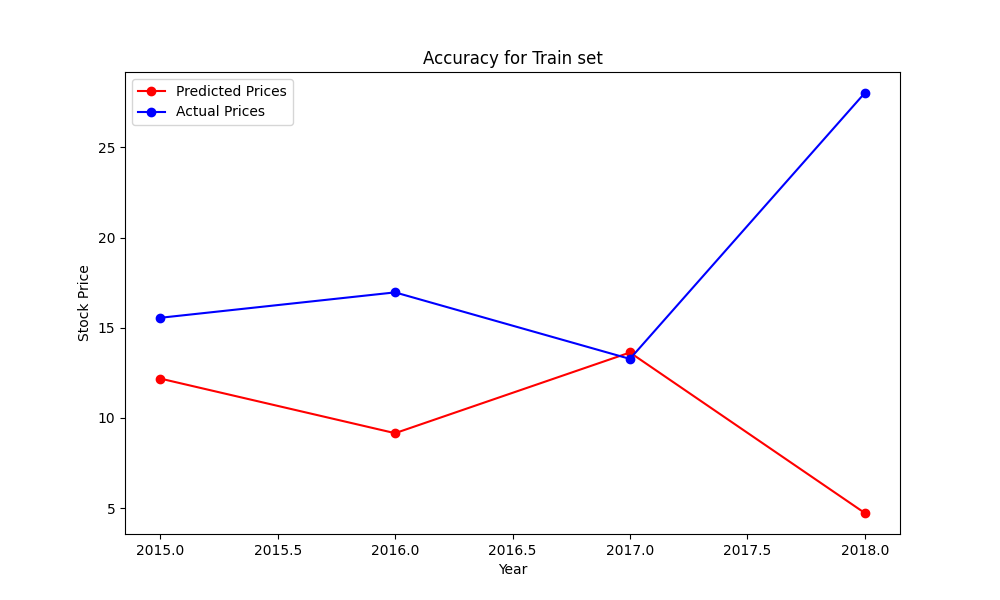 Accuracy for Train set
Predicted Prices
Actual Prices
Stock Price
25
20
15
10
5
2015.0 2015.5 2016.0 2016.5 2017.0 2017.5 2018.0
Year